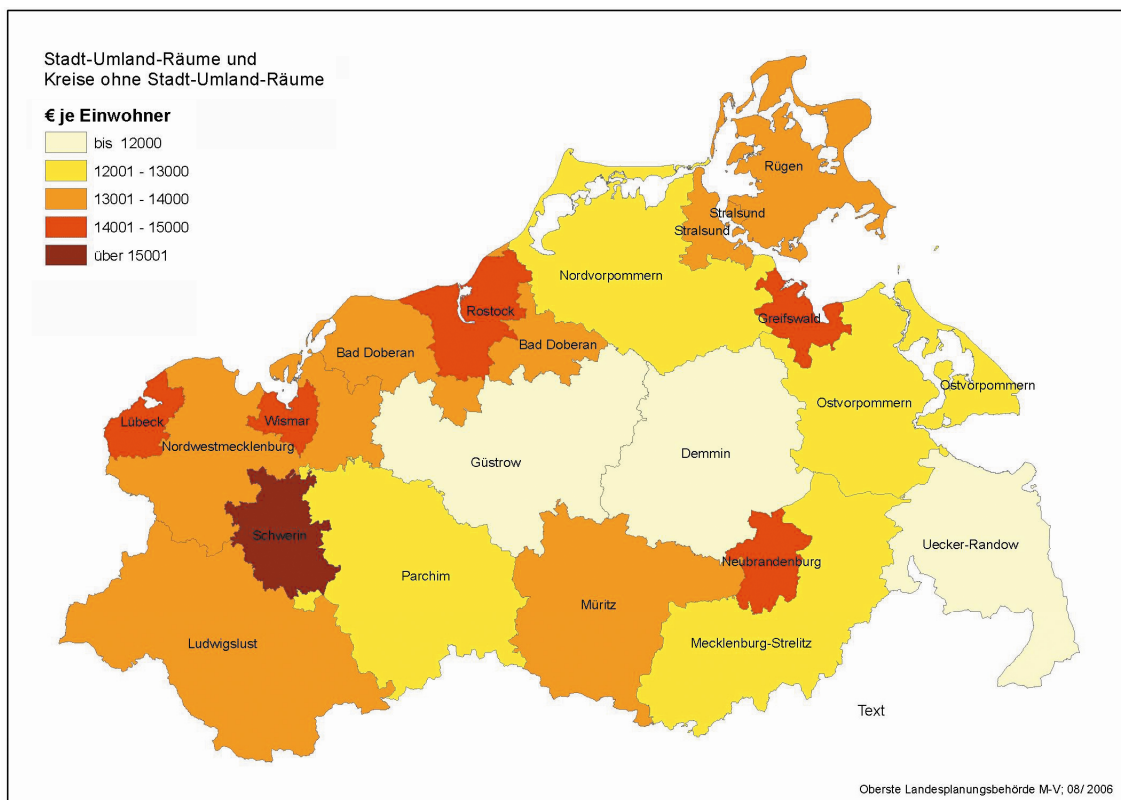 Stadt-Umland-Räume und
Kreise ohne Stadt-Umland-Räume
€ je Einwohner
bis 12000
12001 - 13000
13001 - 14000
14001 - 15000
über 15001
Rügen
Stralsund
Stralsund
Nordvorpommern
Rostock
Greifswald
Bad Doberan
Bad Doberan
Ostvorpommern
Ostvorpommern
Lübeck
Wismar
Nordwestmecklenburg
Güstrow
Demmin
Schwerin
Uecker-Randow
Neubrandenburg
Parchim
Müritz
Ludwigslust
Mecklenburg-Strelitz
Text
Oberste Landesplanungsbehörde M-V; 08/ 2006